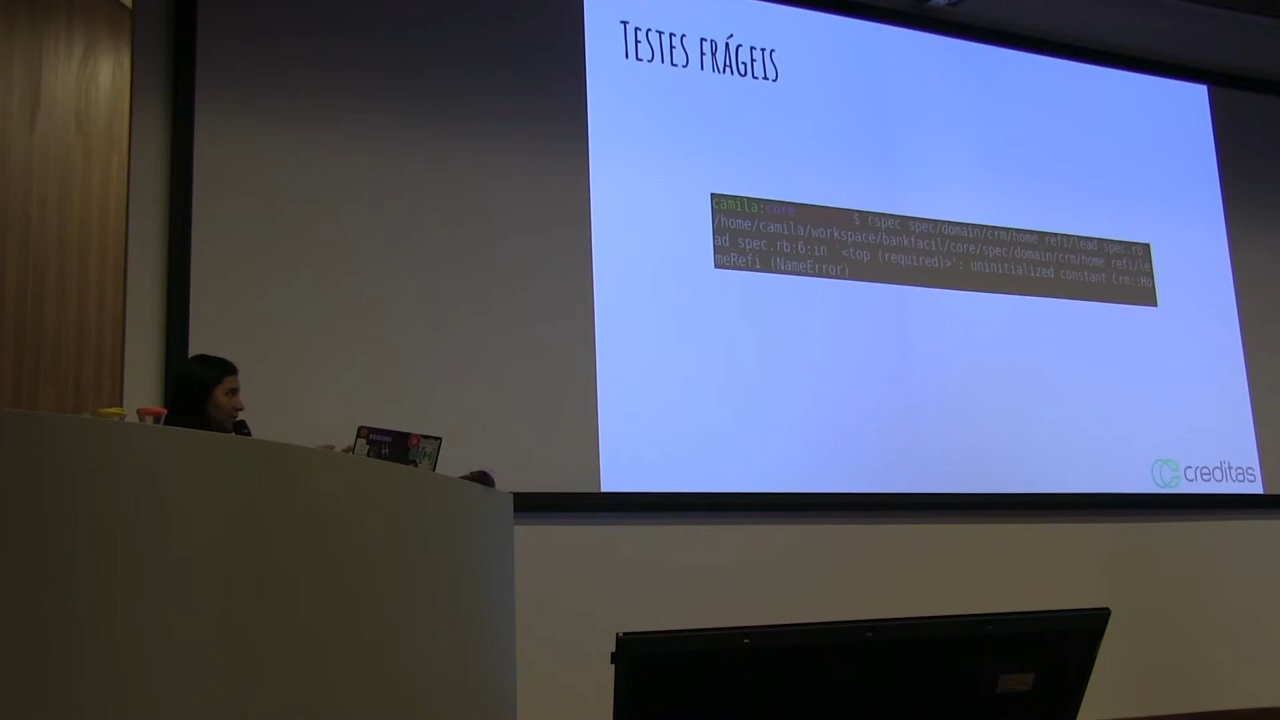 TESTES FRÁGEIS
camila:core $ rspec spec/domain/crm/home_refi/lead_spec.rb
/home/camila/workspace/bankfacil/core/spec/domain/crm/home_refi/le
ad_spec.rb:6:in `<top (required)>': uninitialized constant Crm::Ho
meRefi (NameError)
creditas